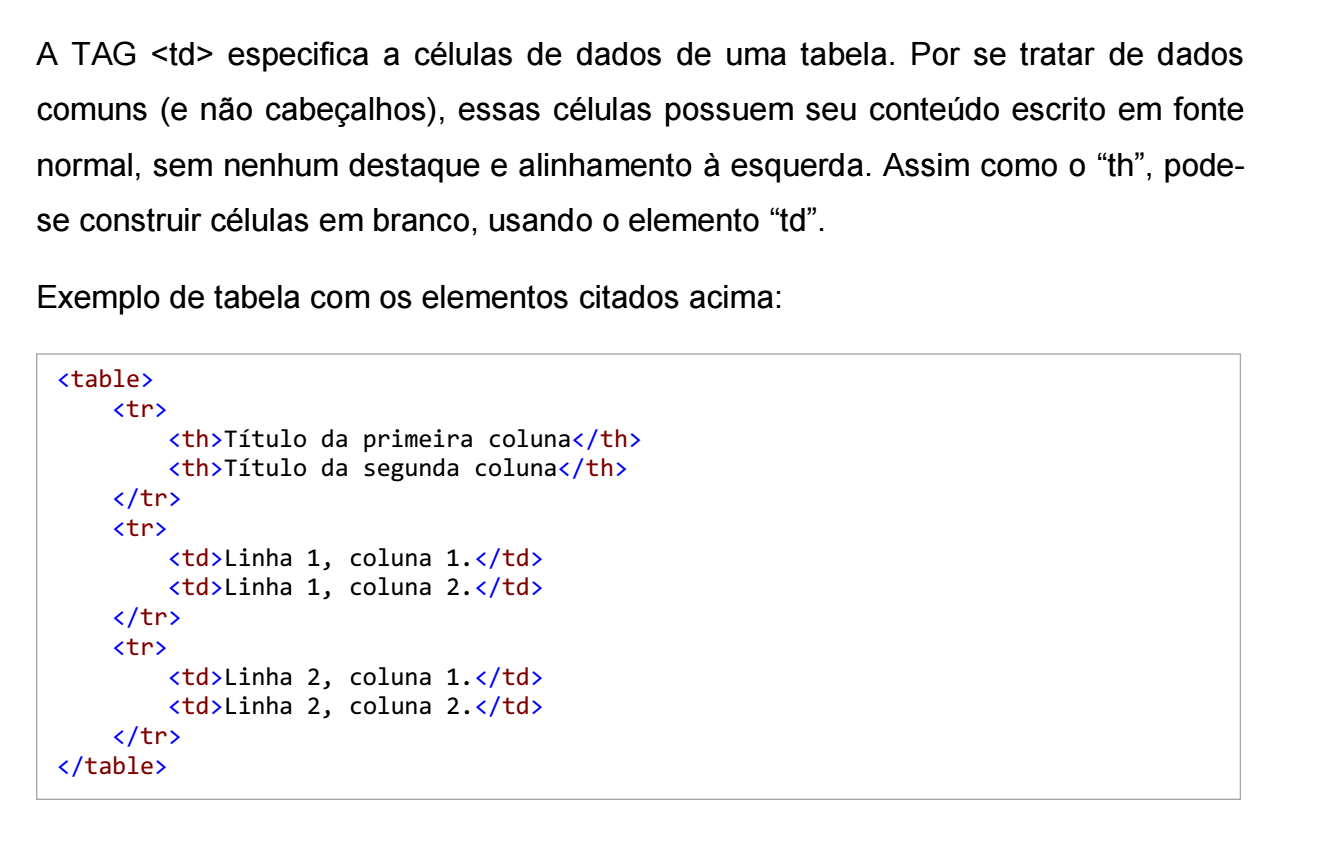 A TAG <td> especifica a células de dados de uma tabela. Por se tratar de dados
comuns (e não cabeçalhos), essas células possuem seu conteúdo escrito em fonte
normal, sem nenhum destaque e alinhamento à esquerda. Assim como o “th”, pode-
se construir células em branco, usando o elemento “td”.
Exemplo de tabela com os elementos citados acima:
<table>
    <tr>
        <th>Título da primeira coluna</th>
        <th>Título da segunda coluna</th>
    </tr>
    <tr>
        <td>Linha 1, coluna 1.</td>
        <td>Linha 1, coluna 2.</td>
    </tr>
    <tr>
        <td>Linha 2, coluna 1.</td>
        <td>Linha 2, coluna 2.</td>
    </tr>
</table>